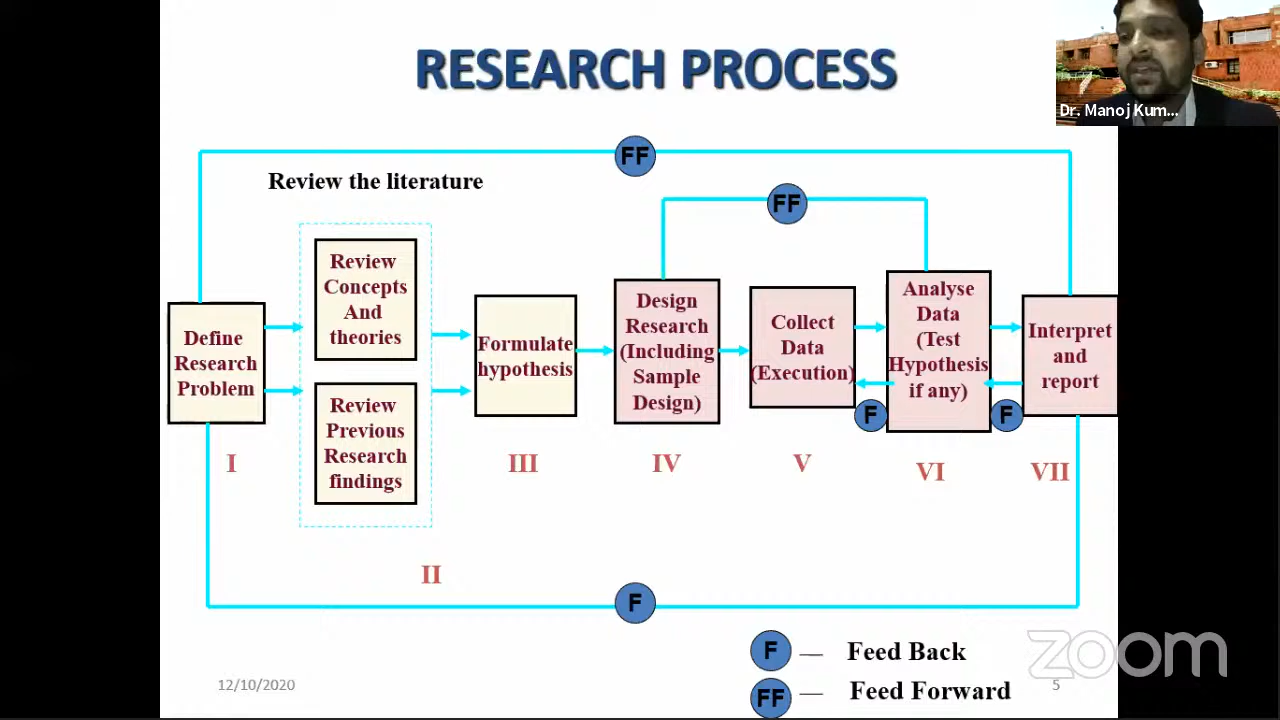 RESEARCH PROCESS
Dr. Manoj Kum...
FF
Review the literature
FF
Define
Research
Problem
Review
Concepts
And
theories
Review
Previous
Research
findings
Formulate
hypothesis
Design
Research
(Including
Sample
Design)
Collect
Data
(Execution)
Analyse
Data
(Test
Hypothesis
if any)
Interpret
and
report
F
F
I
II
III
IV
V
VI
VII
F
F
— Feed Back
FF
— Feed Forward
zoom
12/10/2020
5